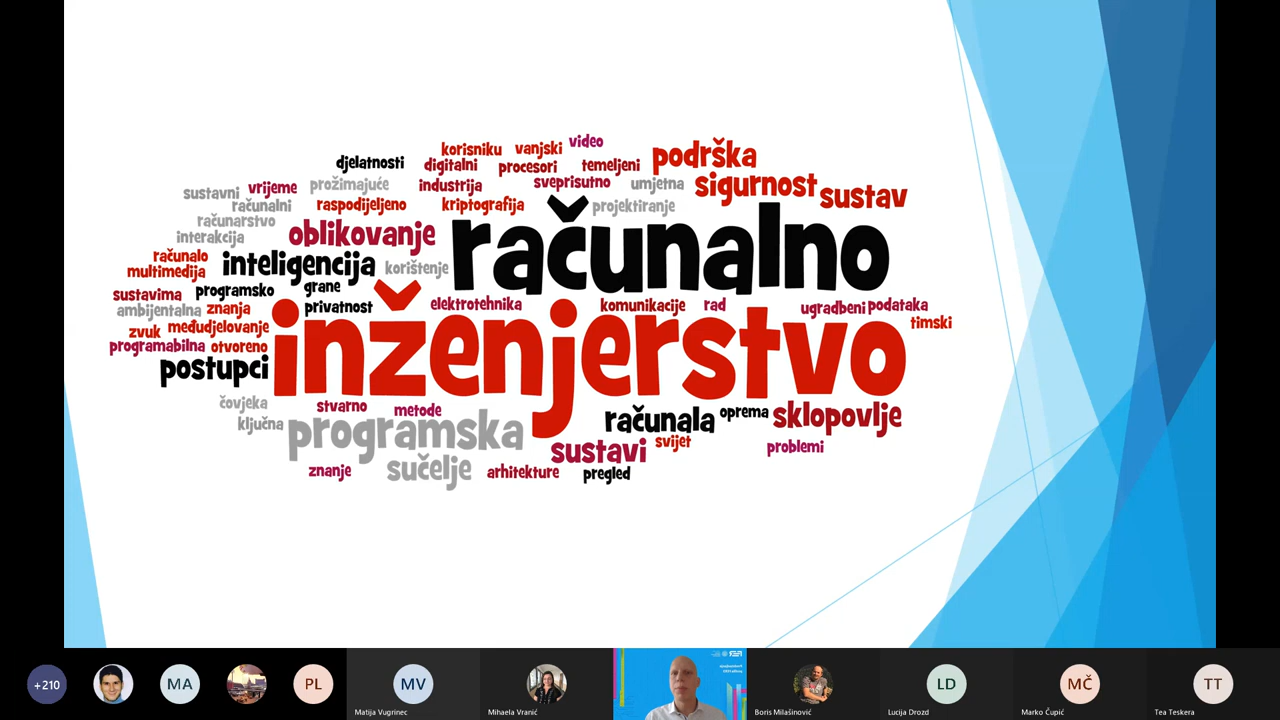 video
korisniku vanjski
djelatnosti digitalni procesori temeljeni podrška
sustavni vrijeme prožimajuće industrija sveprisutno umjetna sigurnost sustav
računalni raspodijeljeno kriptografija projektiranje
računarstvo
interakcija oblikovanje računalno
računalo inteligencija korištenje
multimedija
sustavima programsko grane
ambijentalna znanja privatnost elektrotehnika komunikacije rad ugradbeni podataka
zvuk međudjelovanje timski
programabilna otvoreno inženjerstvo
postupci
čovjeka stvarno metode računala oprema sklopovlje
ključna programska
sustavi svijet problemi
znanje sučelje arhitekture pregled
+210 MA PL MV LD MČ TT
Matija Vugrinec Mihaela Vranić Boris Milašinović Lucija Drozd Marko Čupić Tea Teskera